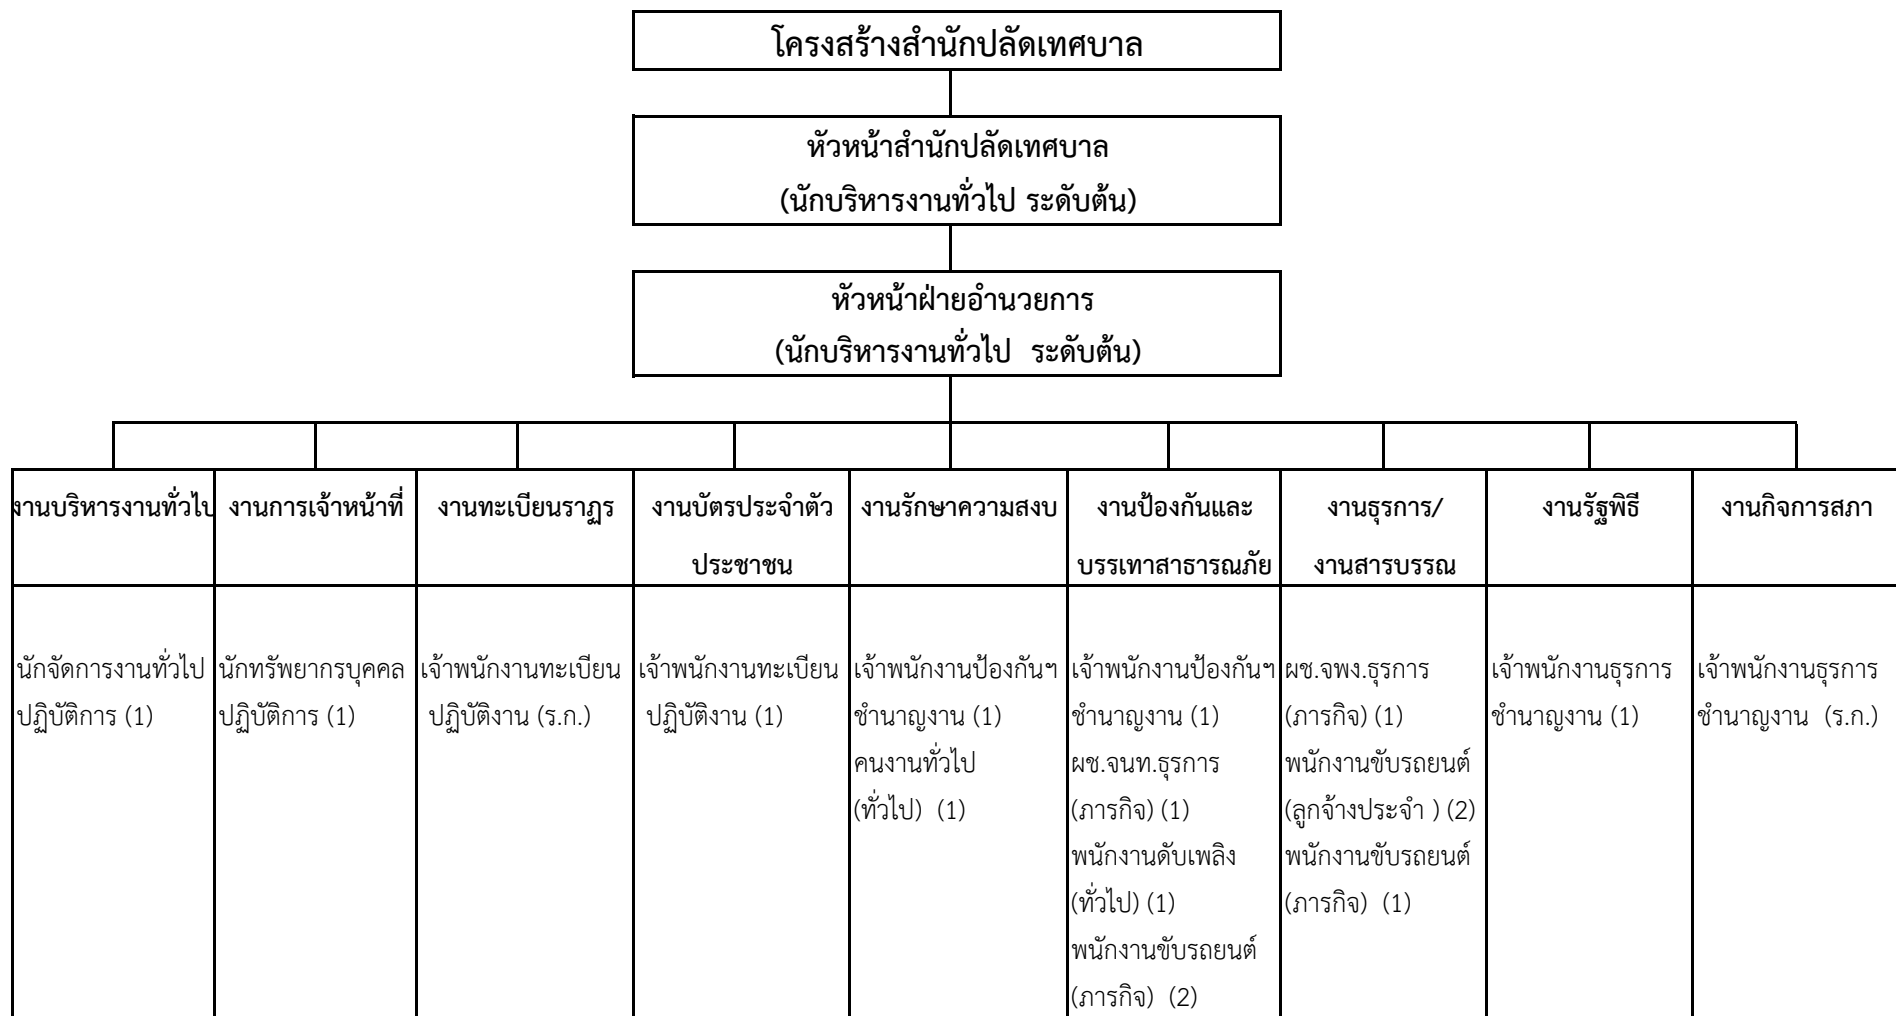 โครงสร้างสำนักปลัดเทศบาล
หัวหน้าสำนักปลัดเทศบาล
(นักบริหารงานทั่วไป ระดับต้น)
หัวหน้าฝ่ายอำนวยการ
(นักบริหารงานทั่วไป ระดับต้น)
งานบริหารงานทั่วไป
งานการเจ้าหน้าที่
งานทะเบียนราฏร
งานบัตรประจำตัว
ประชาชน
งานรักษาความสงบ
งานป้องกันและ
บรรเทาสาธารณภัย
งานธุรการ/
งานสารบรรณ
งานรัฐพิธี
งานกิจการสภา
นักจัดการงานทั่วไป
ปฏิบัติการ (1)
นักทรัพยากรบุคคล
ปฏิบัติการ (1)
เจ้าพนักงานทะเบียน
ปฏิบัติงาน (ร.ก.)
เจ้าพนักงานทะเบียน
ปฏิบัติงาน (1)
เจ้าพนักงานป้องกันฯ
ชำนาญงาน (1)
คนงานทั่วไป
(ทั่วไป) (1)
เจ้าพนักงานป้องกันฯ
ชำนาญงาน (1)
ผช.จนท.ธุรการ
(ภารกิจ) (1)
พนักงานดับเพลิง
(ทั่วไป) (1)
พนักงานขับรถยนต์
(ภารกิจ) (2)
ผช.จพง.ธุรการ
(ภารกิจ) (1)
พนักงานขับรถยนต์
(ลูกจ้างประจำ ) (2)
พนักงานขับรถยนต์
(ภารกิจ) (1)
เจ้าพนักงานธุรการ
ชำนาญงาน (1)
เจ้าพนักงานธุรการ
ชำนาญงาน (ร.ก.)